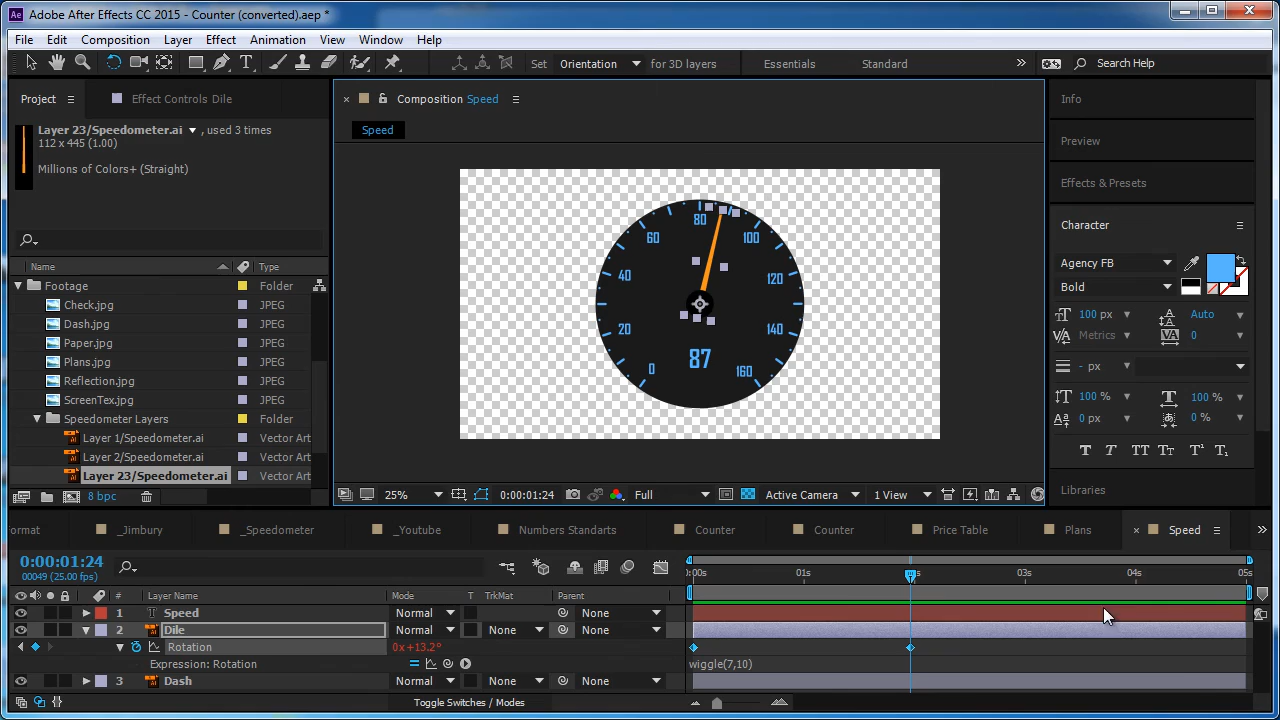 Adobe After Effects CC 2015 - Counter (converted).aep *
File Edit Composition Layer Effect Animation View Window Help
Set Orientation for 3D layers Essentials Standard Search Help
Project Effect Controls Dile
Composition Speed
Speed
Layer 23/Speedometer.ai , used 3 times
112 x 445 (1.00)
Millions of Colors+ (Straight)
Name Type
Footage Folder
Check.jpg JPEG
Dash.jpg JPEG
Paper.jpg JPEG
Plans.jpg JPEG
Reflection.jpg JPEG
ScreenTex.jpg JPEG
Speedometer Layers Folder
Layer 1/Speedometer.ai Vector Art
Layer 2/Speedometer.ai Vector Art
Layer 23/Speedometer.ai Vector Art
8 bpc
80
60 100
40 120
20 140
87
0 160
25% 0:00:01:24 Full Active Camera 1 View
Info
Preview
Effects & Presets
Character
Agency FB
Bold
100 px Auto
Metrics 0
- px
100 % 100 %
0 px 0 %
T T TT Tт T¹ T₁
Libraries
ormat _Jimbury _Speedometer _Youtube Numbers Standarts Counter Counter Price Table Plans Speed
0:00:01:24
00049 (25.00 fps)
:00s 01s 03s 04s 05s
# Layer Name Mode T TrkMat Parent
1 T Speed Normal None
2 Dile Normal None None
Rotation 0x+13.2°
Expression: Rotation wiggle(7,10)
3 Dash Normal None None
Toggle Switches / Modes